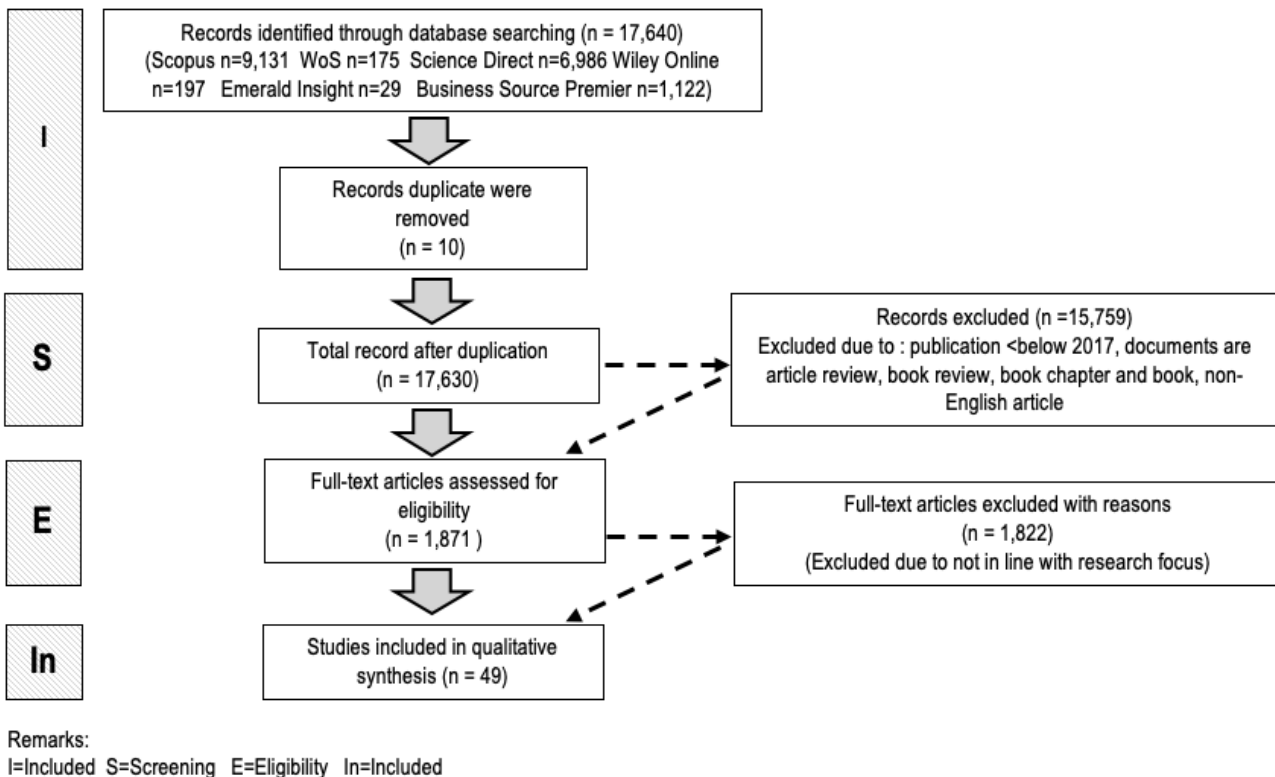 Records identified through database searching (n = 17,640)
(Scopus n=9,131 WoS n=175 Science Direct n=6,986 Wiley Online
n=197 Emerald Insight n=29 Business Source Premier n=1,122)
I
Records duplicate were
removed
(n = 10)
S
Total record after duplication
(n = 17,630)
Records excluded (n =15,759)
Excluded due to : publication <below 2017, documents are
article review, book review, book chapter and book, non-
English article
E
Full-text articles assessed for
eligibility
(n = 1,871 )
Full-text articles excluded with reasons
(n = 1,822)
(Excluded due to not in line with research focus)
In
Studies included in qualitative
synthesis (n = 49)
Remarks:
I=Included S=Screening E=Eligibility In=Included